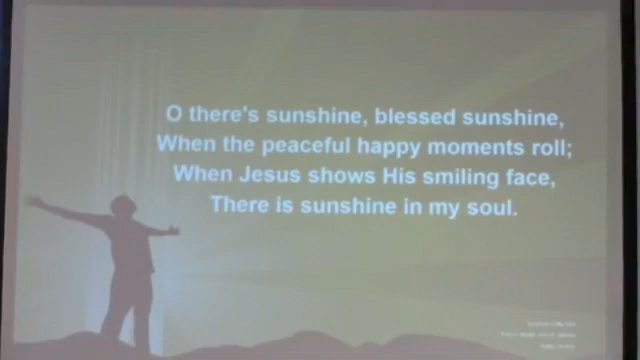 O there's sunshine, blessed sunshine,
When the peaceful happy moments roll;
When Jesus shows His smiling face,
There is sunshine in my soul.